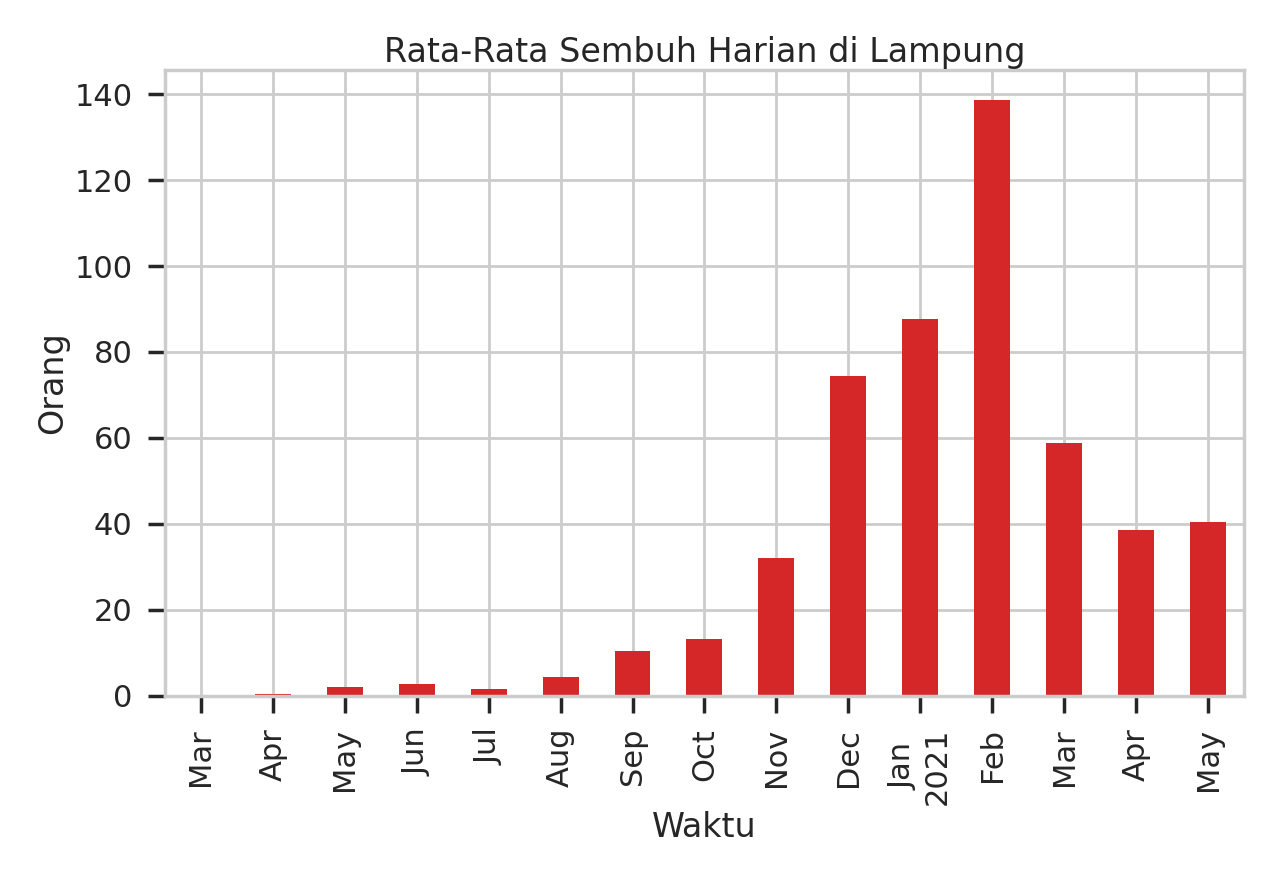 Rata-Rata Sembuh Harian di Lampung
140
120
100
80
60
40
20
0
Orang
Mar
Apr
May
Jun
Jul
Aug
Sep
Oct
Nov
Dec
Jan
2021
Feb
Mar
Apr
May
Waktu